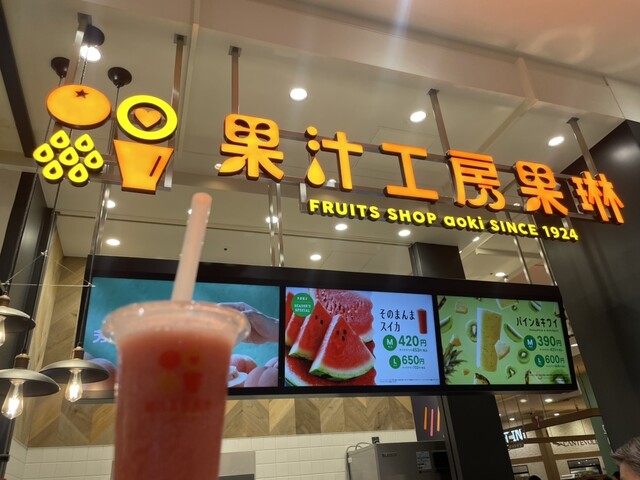 果汁工房果琳
FRUITS SHOP aoki SINCE 1924
SEASON'S SPECIAL
そのまんま
スイカ
M 420円
L 650円
パイン&キウイ
M 390円
L 600円